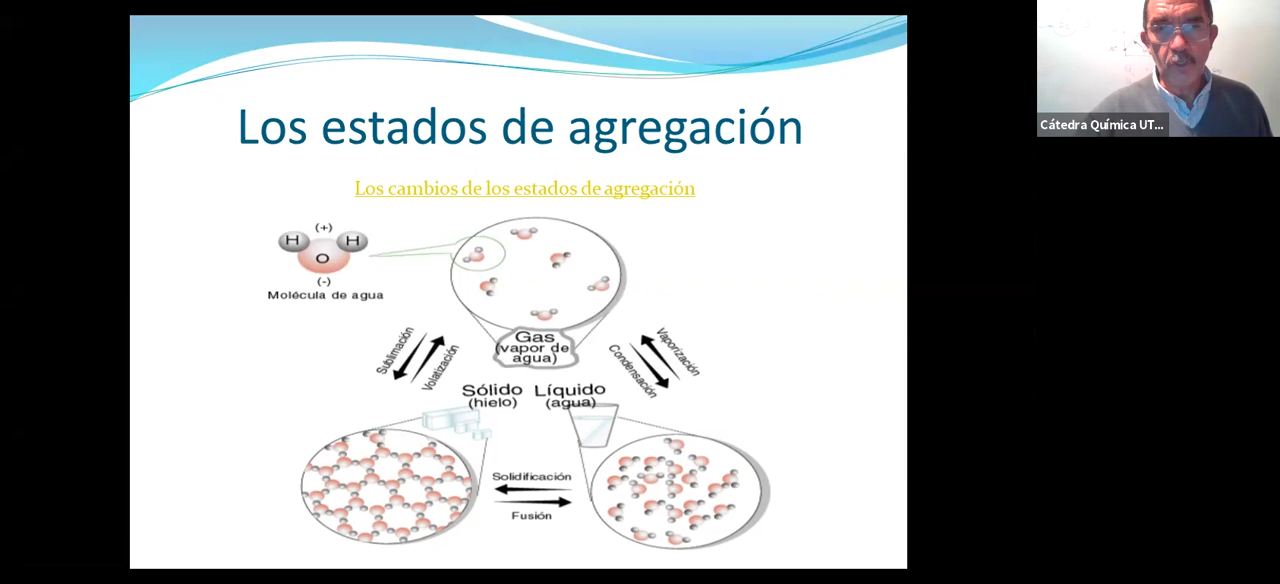 Los estados de agregación
Cátedra Química UT...
Los cambios de los estados de agregación
(+)
H
H
O
(-)
Molécula de agua
Gas
(vapor de
agua)
Sublimación
Volatización
Vaporización
Condensación
Sólido
(hielo)
Líquido
(agua)
Solidificación
Fusión